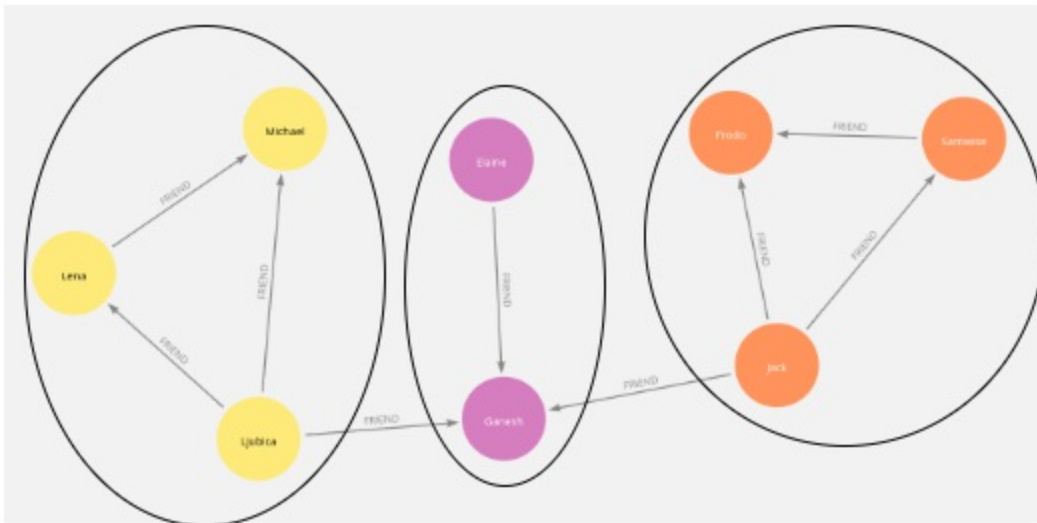 Michael
Lena
Ljubica
FRIEND
FRIEND
FRIEND
FRIEND
Elaine
FRIEND
Ganesh
FRIEND
Frodo
Samwise
Jack
FRIEND
FRIEND
FRIEND